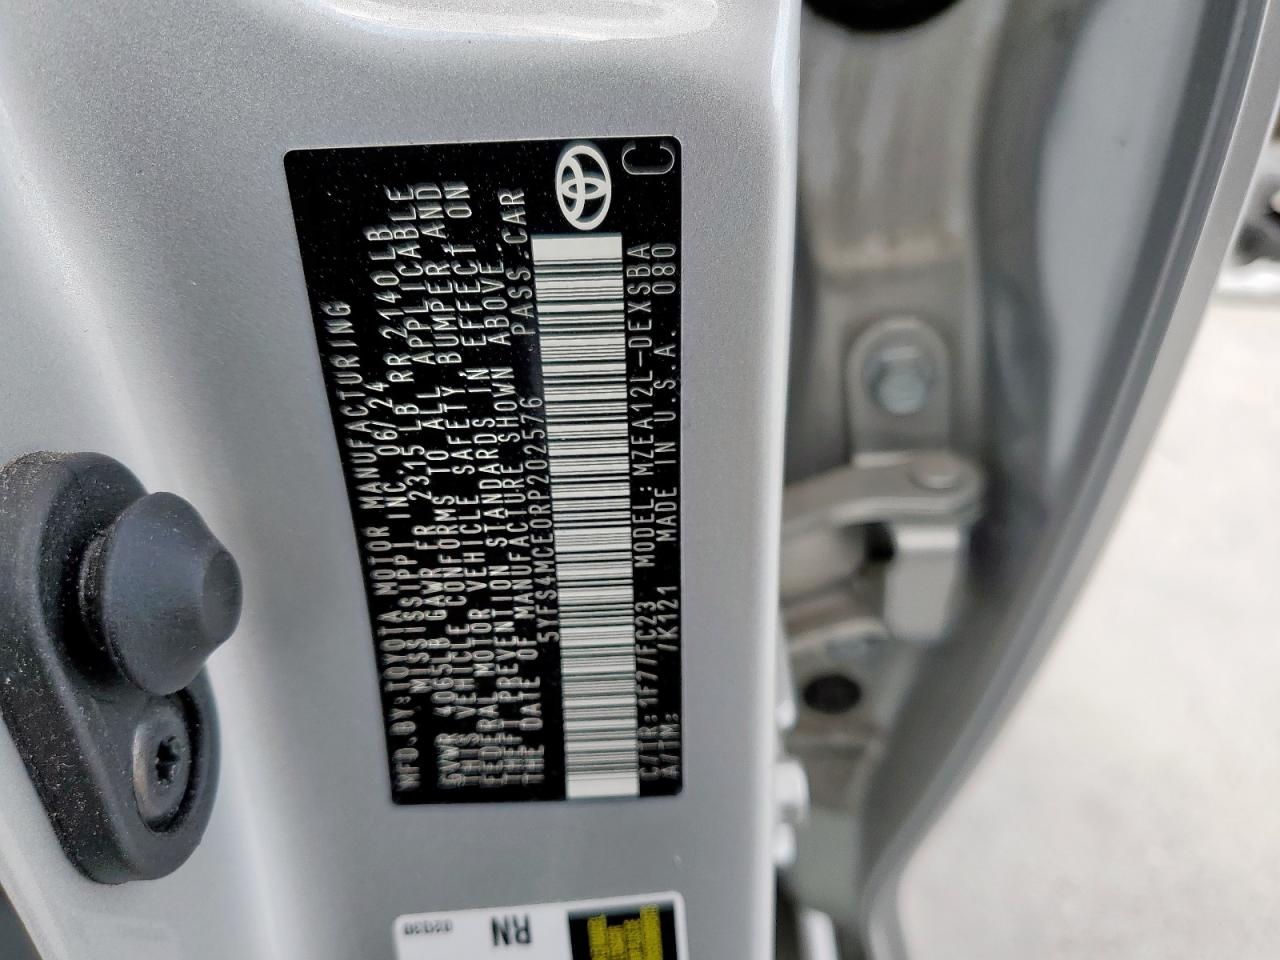 MFD.BY:TOYOTA MOTOR MANUFACTURING
MISSISSIPPI INC. 06/24
GVWR 4065LB GAWR FR 2315 LB RR 2140LB
THIS VEHICLE CONFORMS TO ALL APPLICABLE
FEDERAL MOTOR VEHICLE SAFETY BUMPER,AND
THEFT PREVENTION STANDARDS IN EFFECT ON
THE DATE OF MANUFACTURE SHOWN ABOVE.
5YFS4MCE0RP202576 PASS.CAR
C/TR:1F7/FC23 MODEL:MZEA12L-DEXSBA
A/TM: /K121 MADE IN U.S.A. 080 C
RN